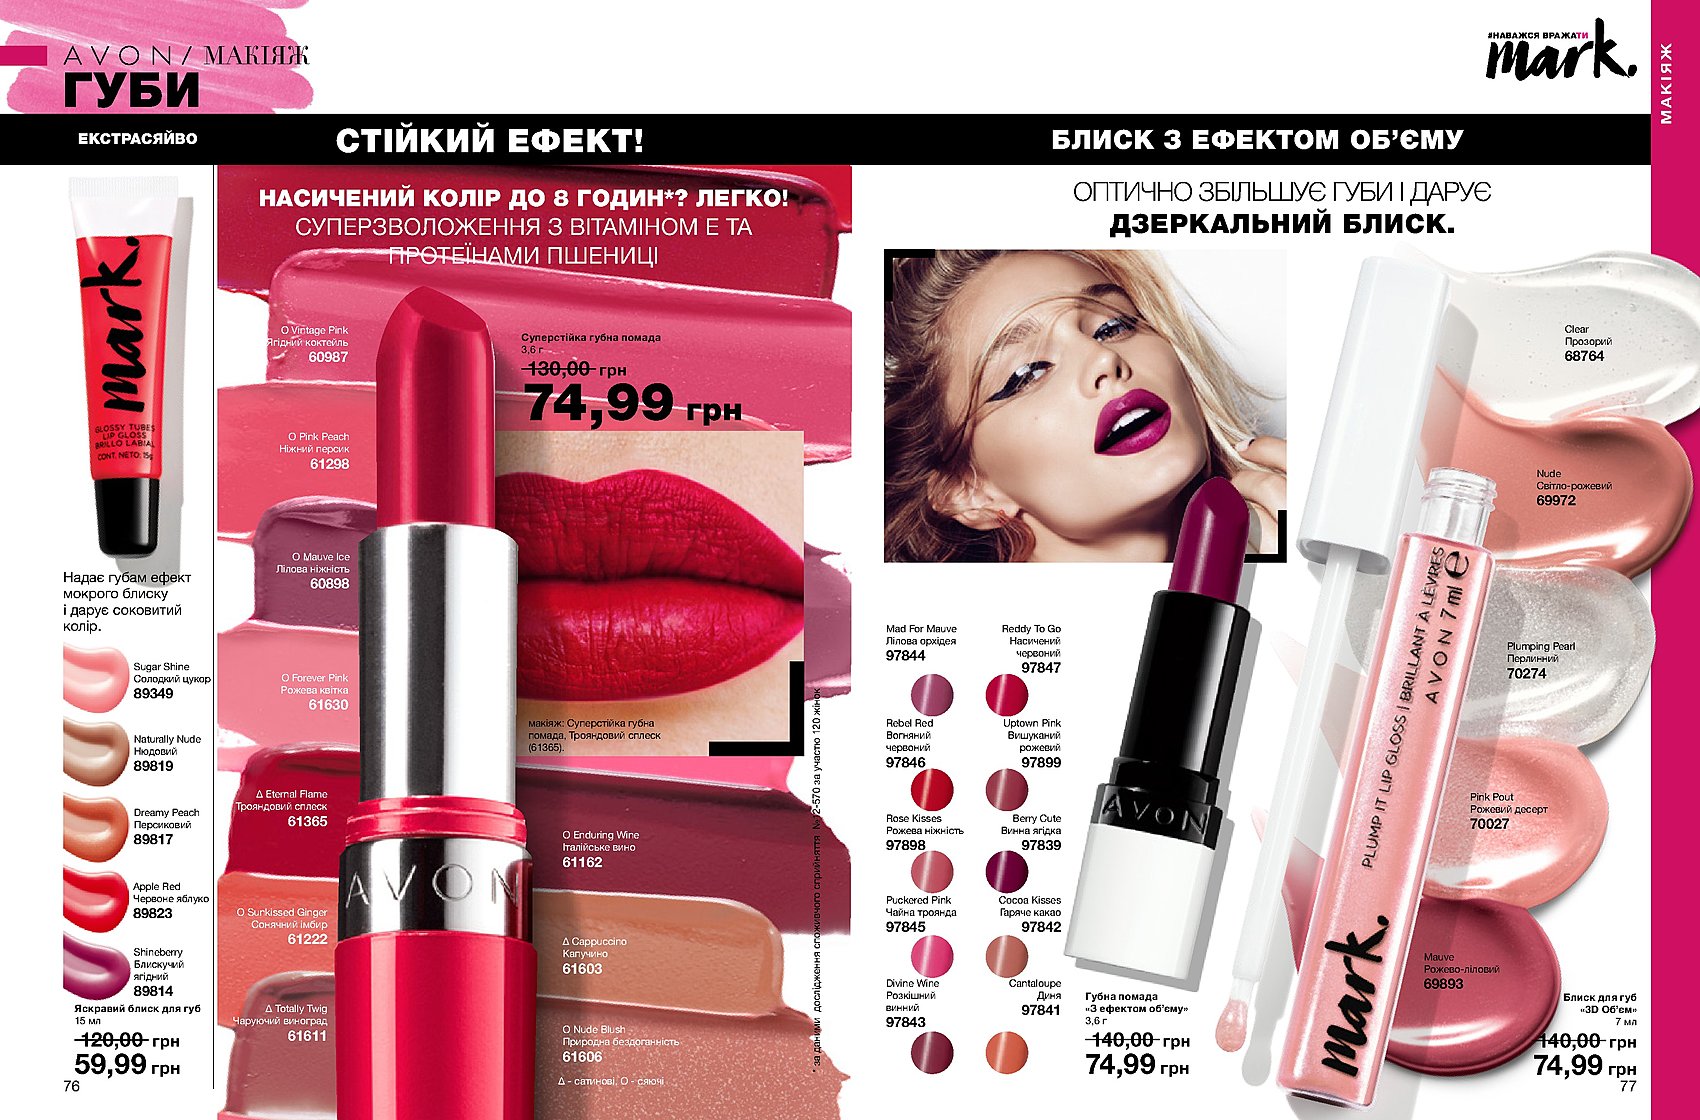 AVON/МАКІЯЖ
ГУБИ
#НАВАЖСЯ ВРАЖАТИ
mark.
МАКІЯЖ
ЕКСТРАСЯЙВО
СТІЙКИЙ ЕФЕКТ!
БЛИСК З ЕФЕКТОМ ОБ’ЄМУ
mark.
GLOSSY TUBES
LIP GLOSS
BRILLO LABIAL
CONT. NETO: 15g
Надає губам ефект
мокрого блиску
і дарує соковитий
колір.
Sugar Shine
Солодкий цукор
89349
Naturally Nude
Нюдовий
89819
Dreamy Peach
Персиковий
89817
Apple Red
Червоне яблуко
89823
Shineberry
Блискучий
ягідний
89814
Яскравий блиск для губ
15 мл
120,00 грн
59,99 грн
76
НАСИЧЕНИЙ КОЛІР ДО 8 ГОДИН*? ЛЕГКО!
СУПЕРЗВОЛОЖЕННЯ З ВІТАМІНОМ Е ТА
ПРОТЕЇНАМИ ПШЕНИЦІ
O Vintage Pink
Ягідний коктейль
60987
Суперстійка губна помада
3,6 г
130,00 грн
74,99 грн
O Pink Peach
Ніжний персик
61298
O Mauve Ice
Лілова ніжність
60898
O Forever Pink
Рожева квітка
61630
макіяж: Суперстійка губна
помада, Трояндовий сплеск
(61365).
Δ Eternal Flame
Трояндовий сплеск
61365
O Enduring Wine
Італійське вино
61162
AVON
O Sunkissed Ginger
Сонячний імбир
61222
Δ Cappuccino
Капучино
61603
Δ Totally Twig
Чаруючий виноград
61611
O Nude Blush
Природна бездоганність
61606
Δ - сатинові, O - сяючі
* за даними дослідження споживчого сприйняття №12-570 за участю 120 жінок
ОПТИЧНО ЗБІЛЬШУЄ ГУБИ І ДАРУЄ
ДЗЕРКАЛЬНИЙ БЛИСК.
Mad For Mauve
Лілова орхідея
97844
Reddy To Go
Насичений
червоний
97847
Rebel Red
Вогняний
червоний
97846
Uptown Pink
Вишуканий
рожевий
97899
Rose Kisses
Рожева ніжність
97898
Berry Cute
Винна ягідка
97839
Puckered Pink
Чайна троянда
97845
Cocoa Kisses
Гаряче какао
97842
Divine Wine
Розкішний
винний
97843
Cantaloupe
Диня
97841
AVON
Губна помада
«З ефектом об’єму»
3,6 г
140,00 грн
74,99 грн
Clear
Прозорий
68764
Nude
Світло-рожевий
69972
Plumping Pearl
Перлинний
70274
Pink Pout
Рожевий десерт
70027
Mauve
Рожево-ліловий
69893
PLUMP IT LIP GLOSS | BRILLANT À LÈVRES
AVON 7 ml e
mark.
Блиск для губ
«3D Об’єм»
7 мл
140,00 грн
74,99 грн
77